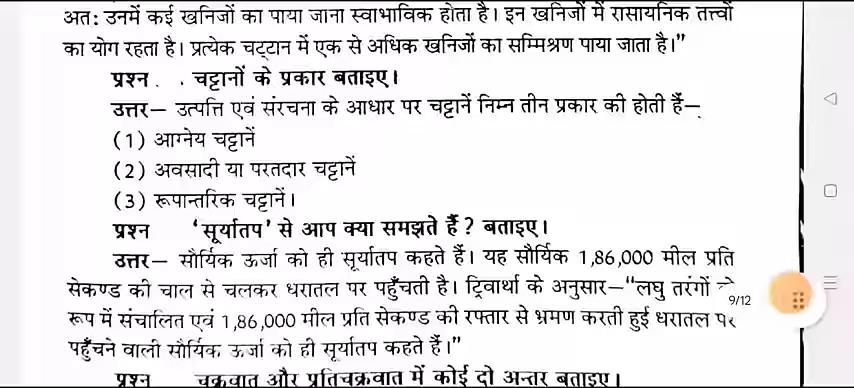 अत: उनमें कई खनिजों का पाया जाना स्वाभाविक होता है। इन खनिजों में रासायनिक तत्त्वों
का योग रहता है। प्रत्येक चट्टान में एक से अधिक खनिजों का सम्मिश्रण पाया जाता है।”
प्रश्न . . चट्टानों के प्रकार बताइए।
उत्तर— उत्पत्ति एवं संरचना के आधार पर चट्टानें निम्न तीन प्रकार की होती हैं—
(1) आग्नेय चट्टानें
(2) अवसादी या परतदार चट्टानें
(3) रूपान्तरिक चट्टानें।
प्रश्न ‘सूर्यातप’ से आप क्या समझते हैं? बताइए।
उत्तर— सौर्यिक ऊर्जा को ही सूर्यातप कहते हैं। यह सौर्यिक 1,86,000 मील प्रति
सेकण्ड की चाल से चलकर धरातल पर पहुँचती है। ट्रिवार्था के अनुसार—“लघु तरंगों
9/12
रूप में संचालित एवं 1,86,000 मील प्रति सेकण्ड की रफ्तार से भ्रमण करती हुई धरातल पर
पहुँचने वाली सौर्यिक ऊर्जा को ही सूर्यातप कहते हैं।”
प्रश्न चक्रवात और प्रतिचक्रवात में कोई दो अन्तर बताइए।